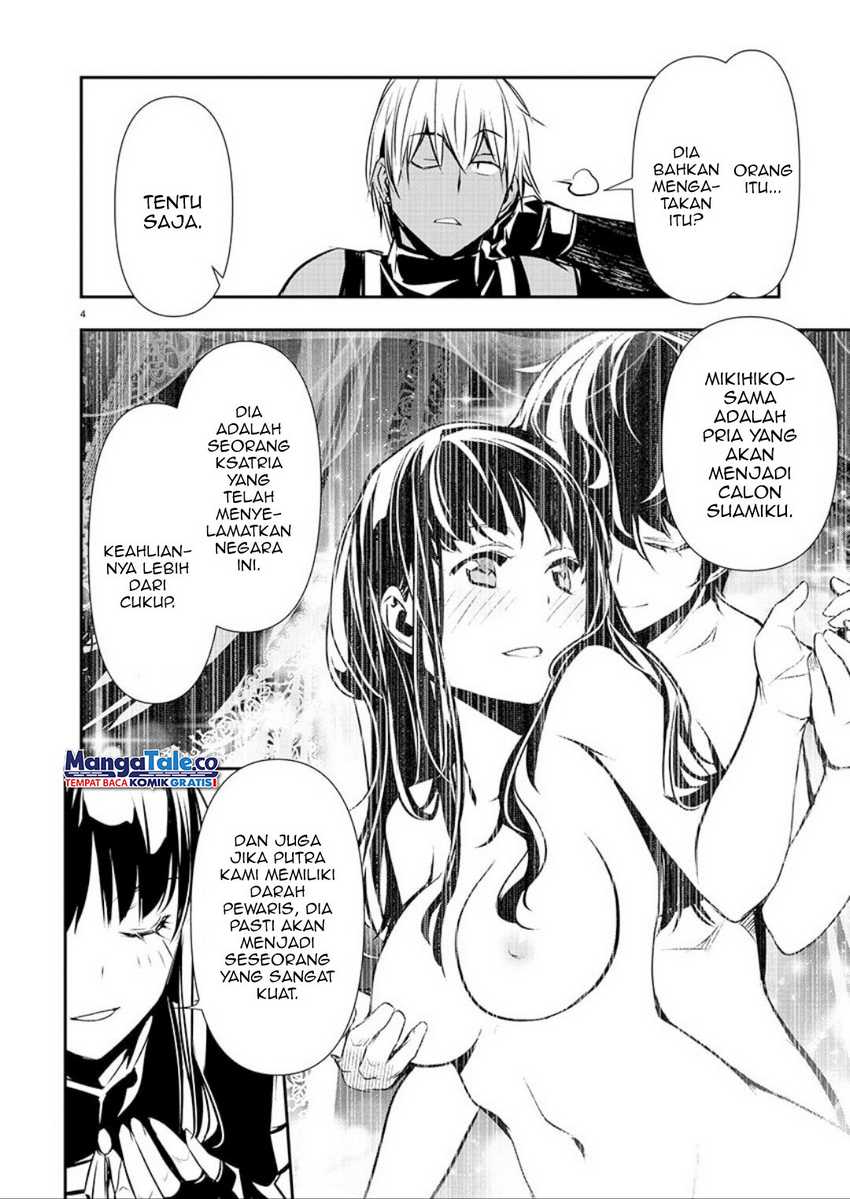 ORANG
ITU...
DIA
BAHKAN
MENGA-
TAKAN
ITU?
TENTU
SAJA.
4
MIKIHIKO-
SAMA
ADALAH
PRIA YANG
AKAN
MENJADI
CALON
SUAMIKU.
DIA
ADALAH
SEORANG
KSATRIA
YANG
TELAH
MENYE-
LAMATKAN
NEGARA
INI.
KEAHLIAN-
NYA LEBIH
DARI
CUKUP.
MangaTale.co
TEMPAT BACA KOMIK GRATIS!
DAN JUGA
JIKA PUTRA
KAMI MEMILIKI
DARAH
PEWARIS, DIA
PASTI AKAN
MENJADI
SESEORANG
YANG SANGAT
KUAT.